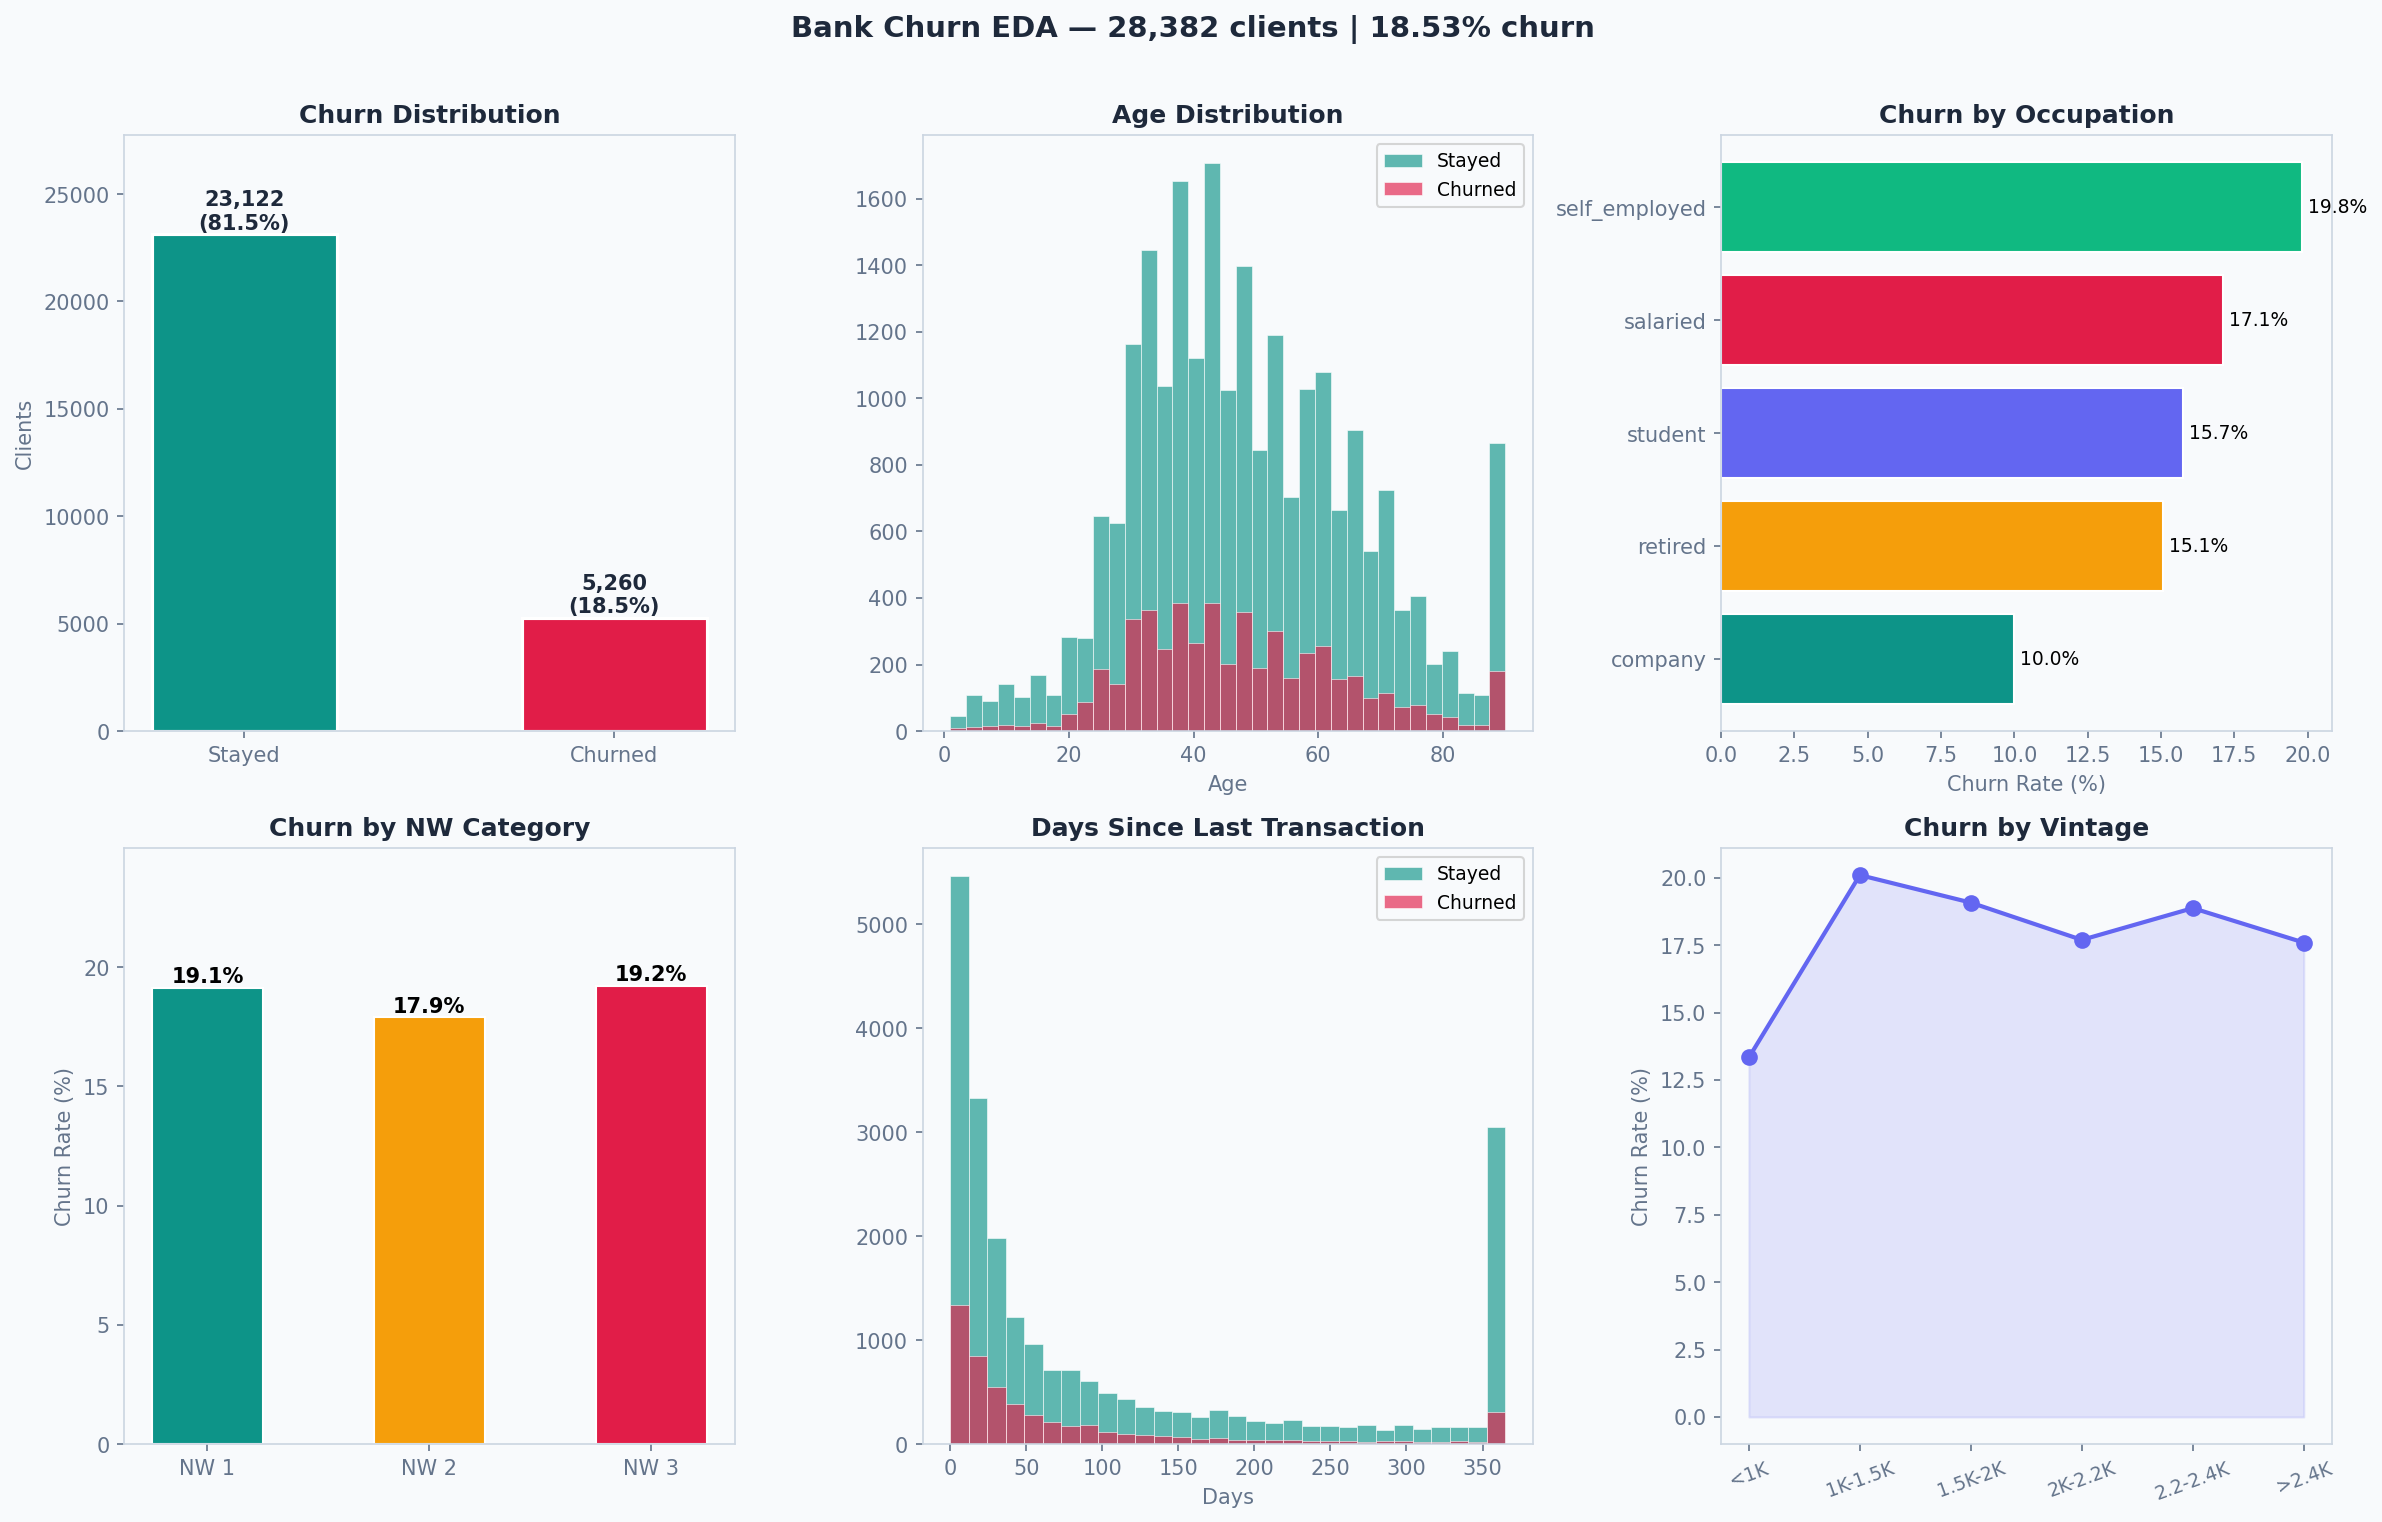 Bank Churn EDA — 28,382 clients | 18.53% churn
Churn Distribution
Clients
25000
20000
15000
10000
5000
0
23,122
(81.5%)
5,260
(18.5%)
Stayed
Churned
Age Distribution
Stayed
Churned
1600
1400
1200
1000
800
600
400
200
0
0
20
40
60
80
Age
Churn by Occupation
self_employed
19.8%
salaried
17.1%
student
15.7%
retired
15.1%
company
10.0%
0.0
2.5
5.0
7.5
10.0
12.5
15.0
17.5
20.0
Churn Rate (%)
Churn by NW Category
Churn Rate (%)
20
15
10
5
0
19.1%
17.9%
19.2%
NW 1
NW 2
NW 3
Days Since Last Transaction
Stayed
Churned
5000
4000
3000
2000
1000
0
0
50
100
150
200
250
300
350
Days
Churn by Vintage
Churn Rate (%)
20.0
17.5
15.0
12.5
10.0
7.5
5.0
2.5
0.0
<1K
1K-1.5K
1.5K-2K
2K-2.2K
2.2-2.4K
>2.4K